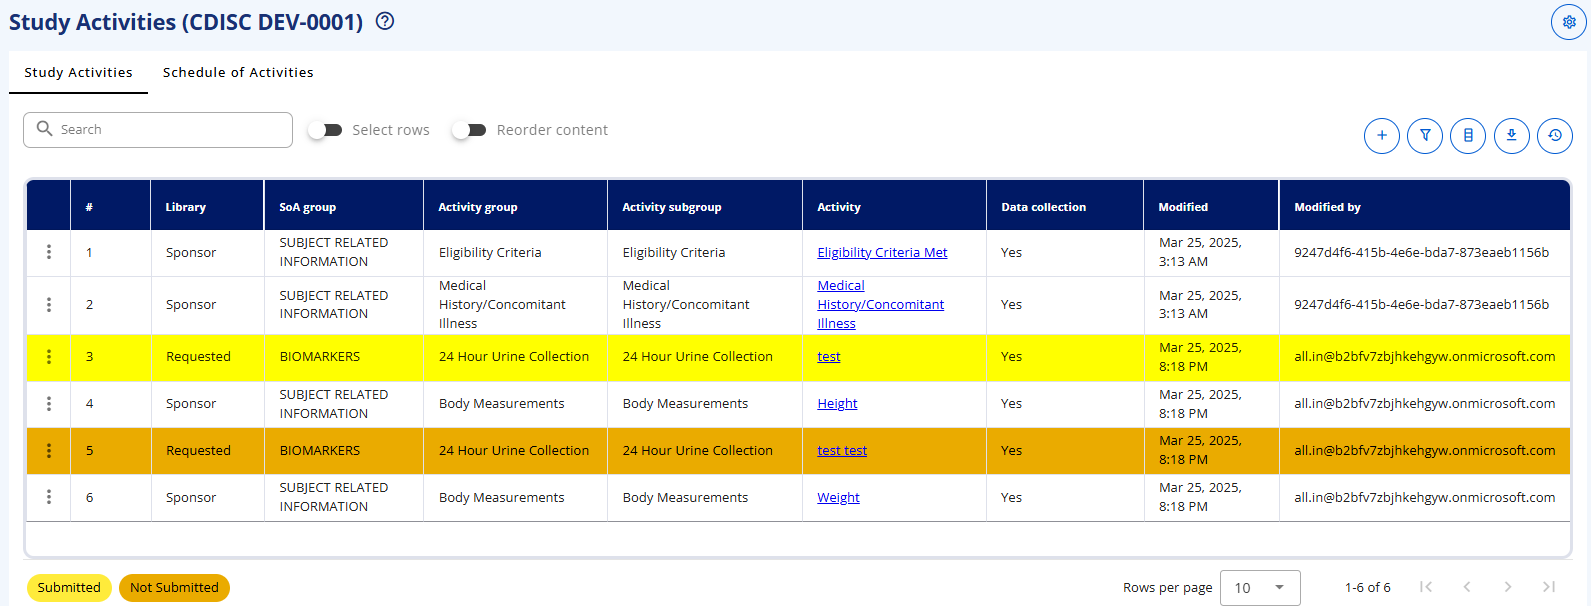 Study Activities (CDISC DEV-0001)
Study Activities Schedule of Activities
Search Select rows Reorder content
# Library SoA group Activity group Activity subgroup Activity Data collection Modified Modified by
1 Sponsor SUBJECT RELATED INFORMATION Eligibility Criteria Eligibility Criteria Eligibility Criteria Met Yes Mar 25, 2025, 3:13 AM 9247d4f6-415b-4e6e-bda7-873eaeb1156b
2 Sponsor SUBJECT RELATED INFORMATION Medical History/Concomitant Illness Medical History/Concomitant Illness Medical History/Concomitant Illness Yes Mar 25, 2025, 3:13 AM 9247d4f6-415b-4e6e-bda7-873eaeb1156b
3 Requested BIOMARKERS 24 Hour Urine Collection 24 Hour Urine Collection test Yes Mar 25, 2025, 8:18 PM all.in@b2bfv7zbjhkehgyw.onmicrosoft.com
4 Sponsor SUBJECT RELATED INFORMATION Body Measurements Body Measurements Height Yes Mar 25, 2025, 8:18 PM all.in@b2bfv7zbjhkehgyw.onmicrosoft.com
5 Requested BIOMARKERS 24 Hour Urine Collection 24 Hour Urine Collection test test Yes Mar 25, 2025, 8:18 PM all.in@b2bfv7zbjhkehgyw.onmicrosoft.com
6 Sponsor SUBJECT RELATED INFORMATION Body Measurements Body Measurements Weight Yes Mar 25, 2025, 8:18 PM all.in@b2bfv7zbjhkehgyw.onmicrosoft.com
Submitted Not Submitted Rows per page 10 1-6 of 6